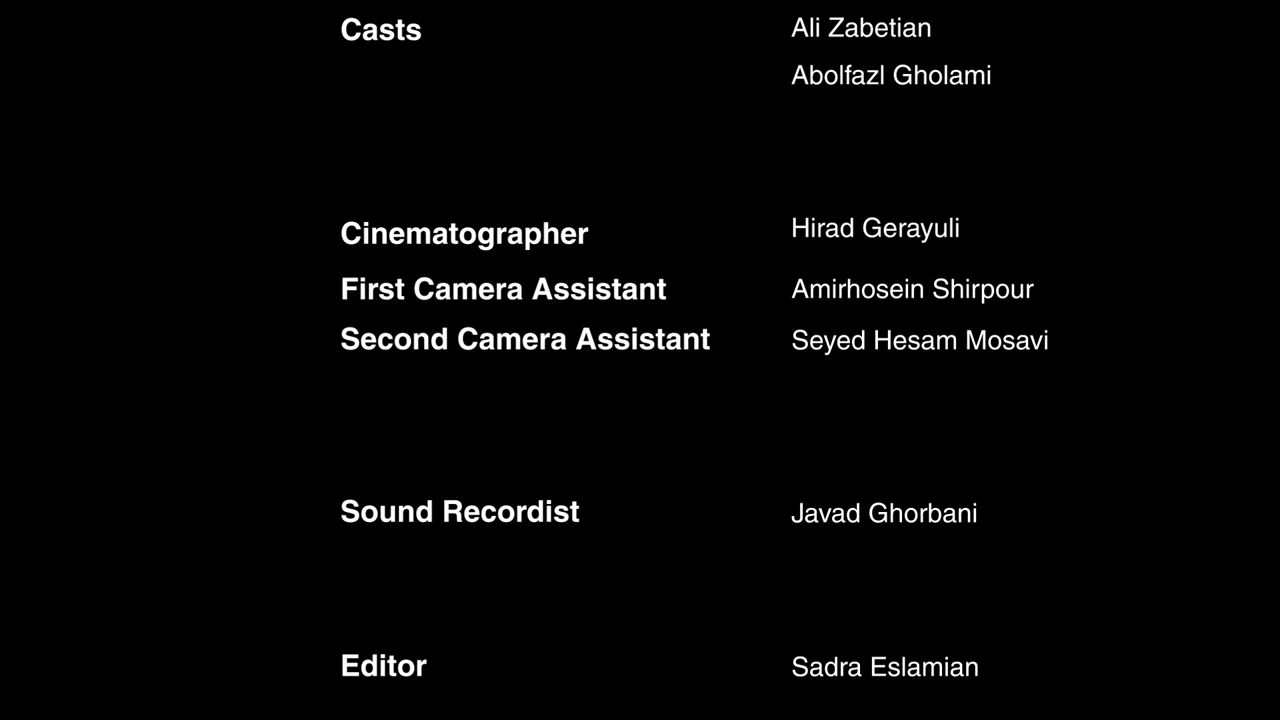 Casts Ali Zabetian
Abolfazl Gholami
Cinematographer Hirad Gerayuli
First Camera Assistant Amirhosein Shirpour
Second Camera Assistant Seyed Hesam Mosavi
Sound Recordist Javad Ghorbani
Editor Sadra Eslamian